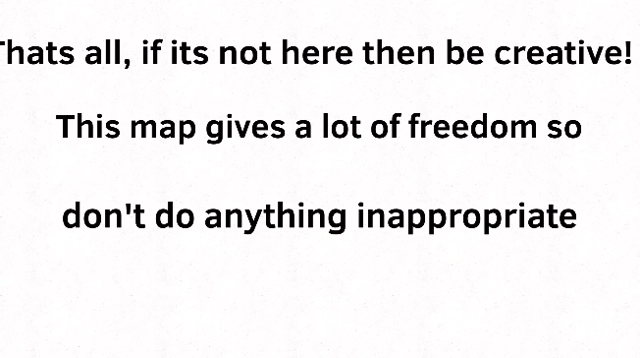 Thats all, if its not here then be creative!
This map gives a lot of freedom so
don't do anything inappropriate